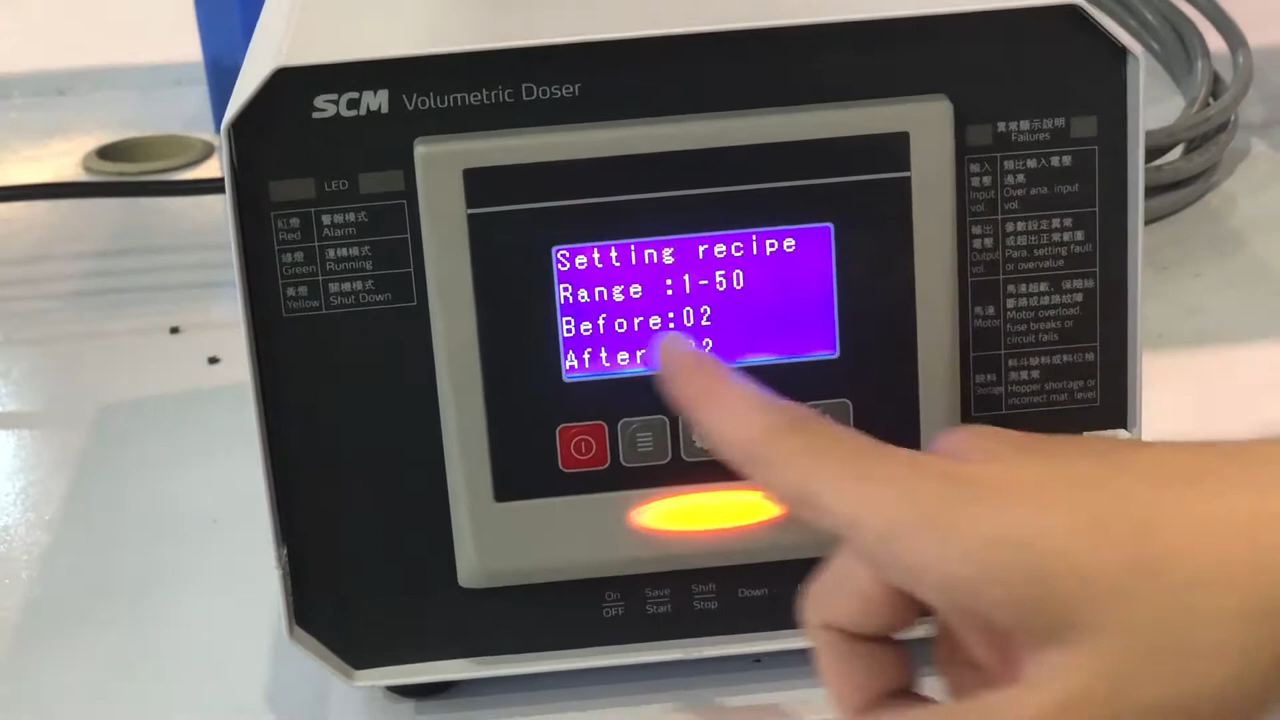 SCM Volumetric Doser
LED
紅燈 Red
警報模式 Alarm
綠燈 Green
運轉模式 Running
黃燈 Yellow
關機模式 Shut Down
Setting recipe
Range :1-50
Before:02
After
異常顯示說明
Failures
輸入
電壓
Input
vol.
類比輸入電壓
過高
Over ana. input
vol.
輸出
電壓
Output
vol.
參數設定異常
或超出正常範圍
Para. setting fault
or overvalue
馬達
Motor
馬達超載、保險絲
斷路或線路故障
Motor overload,
fuse breaks or
circuit fails
缺料
Shortage
料斗缺料或料位檢
測異常
Hopper shortage or
incorrect mat. level
On
OFF
Save
Start
Shift
Stop
Down